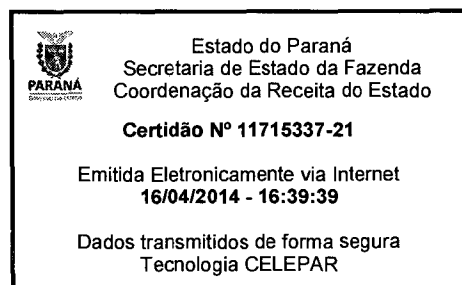 Estado do Paraná
Secretaria de Estado da Fazenda
PARANÁ
Coordenação da Receita do Estado
Certidão Nº 11715337-21
Emitida Eletronicamente via Internet
16/04/2014 - 16:39:39
Dados transmitidos de forma segura
Tecnologia CELEPAR